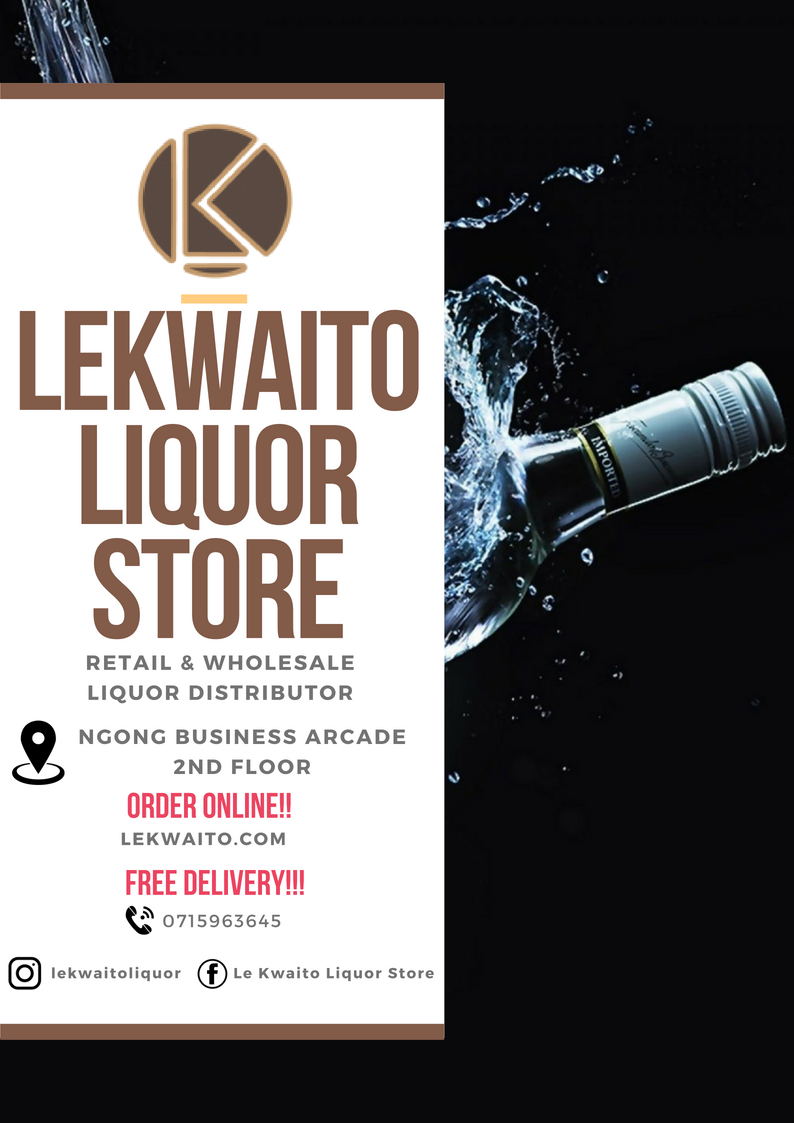 LEKWAITO
LIQUOR
STORE
RETAIL & WHOLESALE
LIQUOR DISTRIBUTOR
NGONG BUSINESS ARCADE
2ND FLOOR
ORDER ONLINE!!
LEKWAITO.COM
FREE DELIVERY!!!
0715963645
lekwaitoliquor
Le Kwaito Liquor Store
IMPORTED